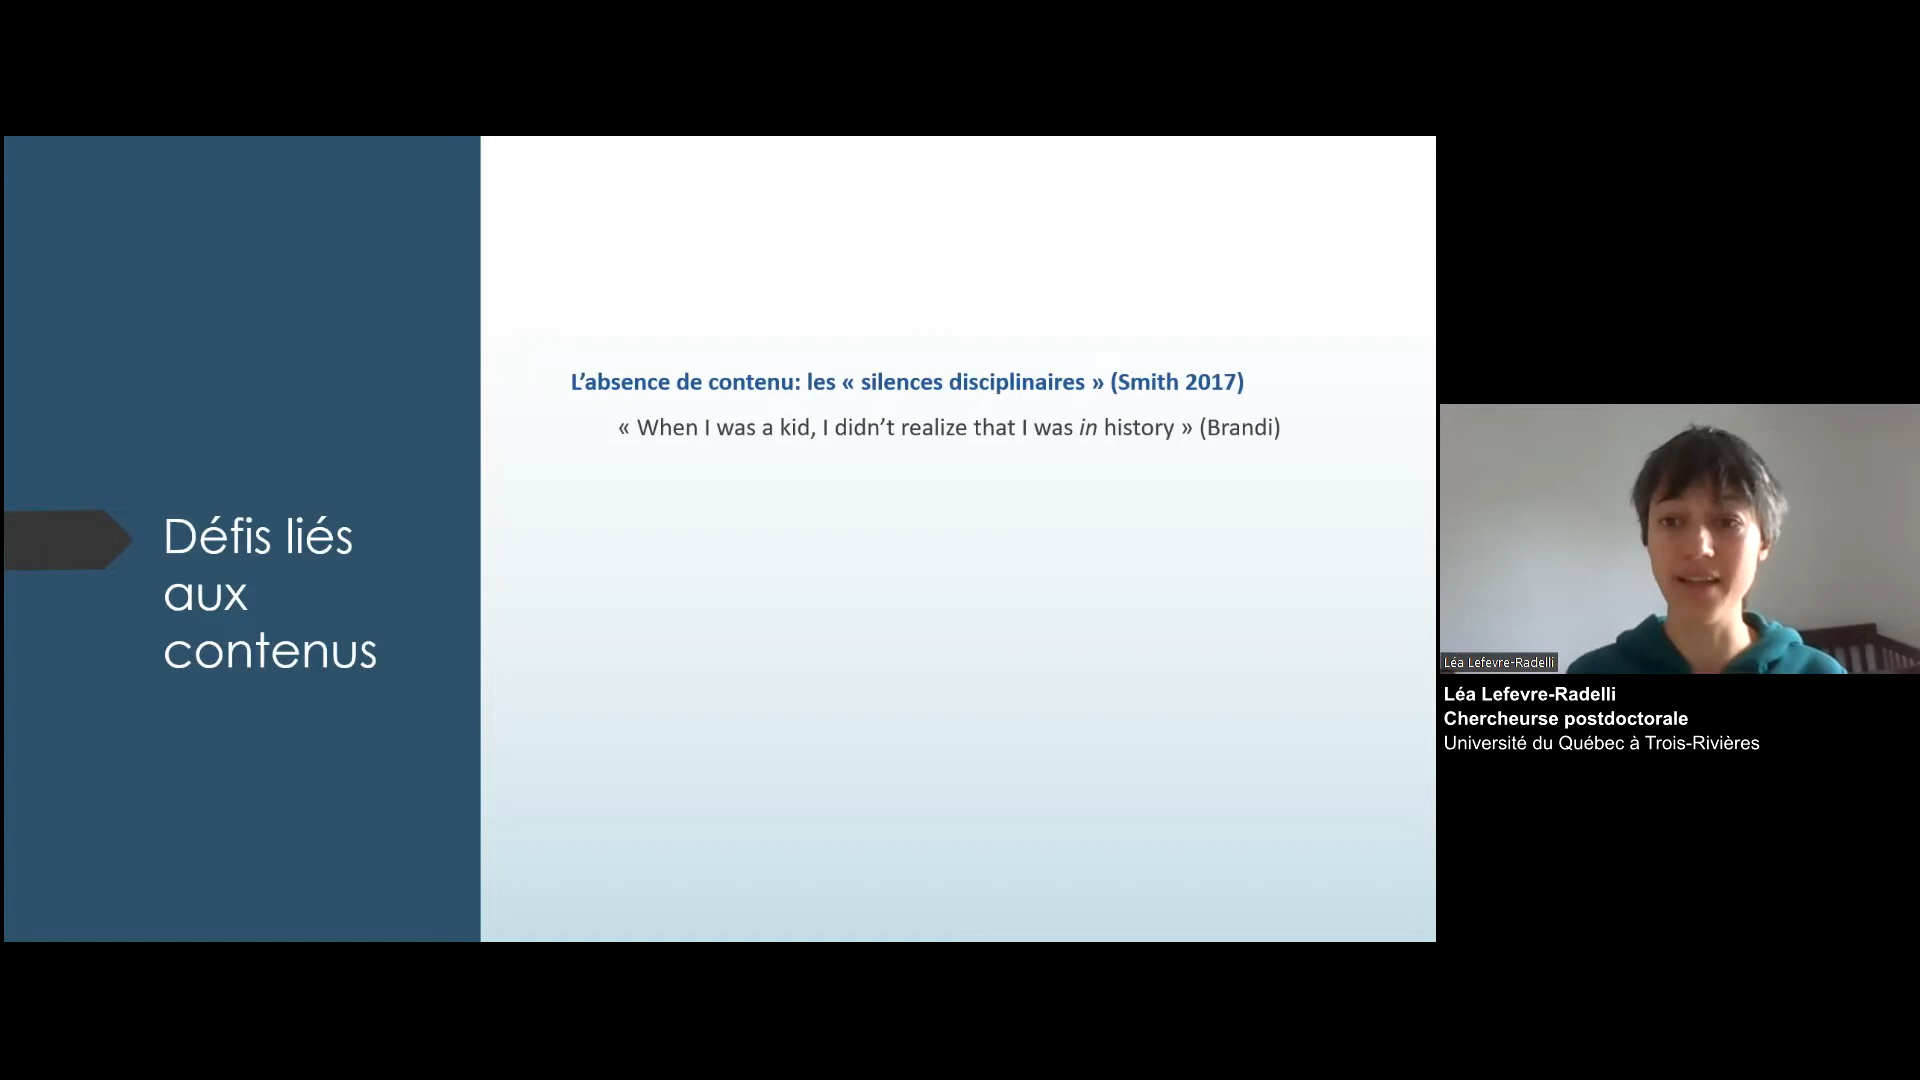 Défis liés
aux
contenus
L’absence de contenu: les « silences disciplinaires » (Smith 2017)
« When I was a kid, I didn’t realize that I was in history » (Brandi)
Léa Lefevre-Radelli
Léa Lefevre-Radelli
Chercheurse postdoctorale
Université du Québec à Trois-Rivières